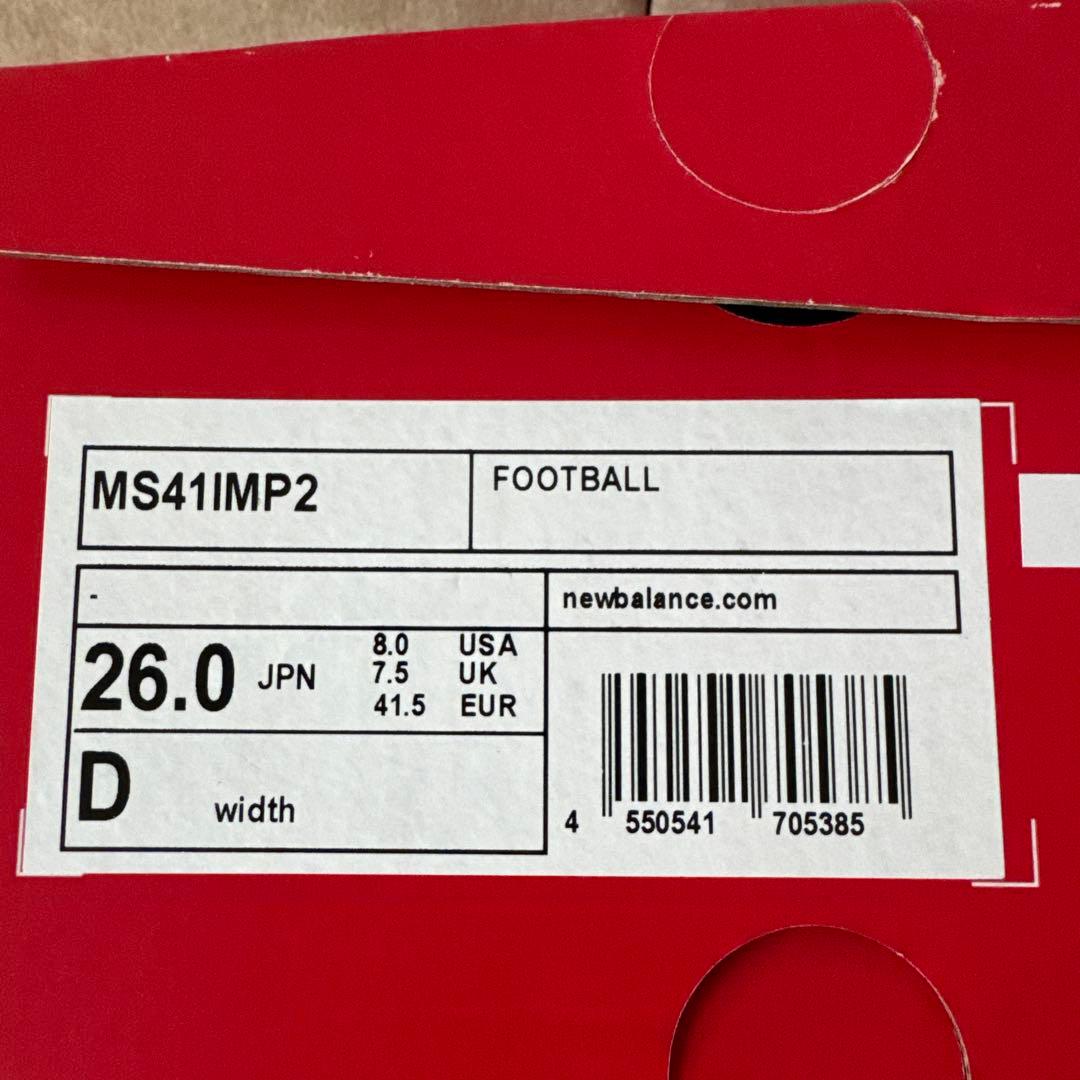 MS41IMP2
FOOTBALL
-
newbalance.com
26.0 JPN
8.0 USA
7.5 UK
41.5 EUR
D width
4 550541 705385